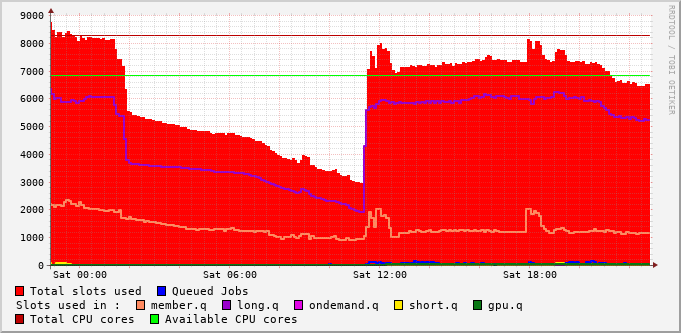 9000
8000
7000
6000
5000
4000
3000
2000
1000
0
Sat 00:00 Sat 06:00 Sat 12:00 Sat 18:00
RRDTOOL / TOBI OETIKER
Total slots used Queued Jobs
Slots used in : member.q long.q ondemand.q short.q gpu.q
Total CPU cores Available CPU cores